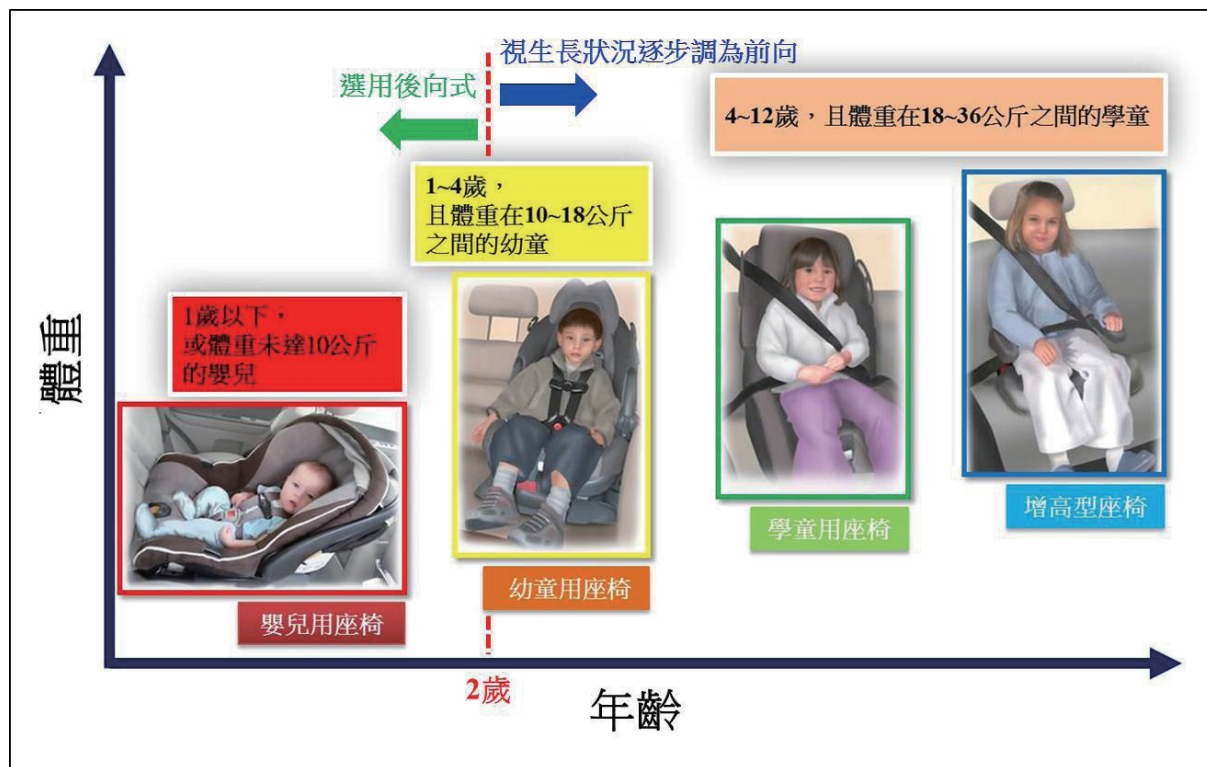 視生長狀況逐步調為前向
選用後向式
4~12歲，且體重在18~36公斤之間的學童
1~4歲，
且體重在10~18公斤
之間的幼童
1歲以下，
或體重未達10公斤
的嬰兒
體重
嬰兒用座椅
幼童用座椅
學童用座椅
增高型座椅
2歲
年齡